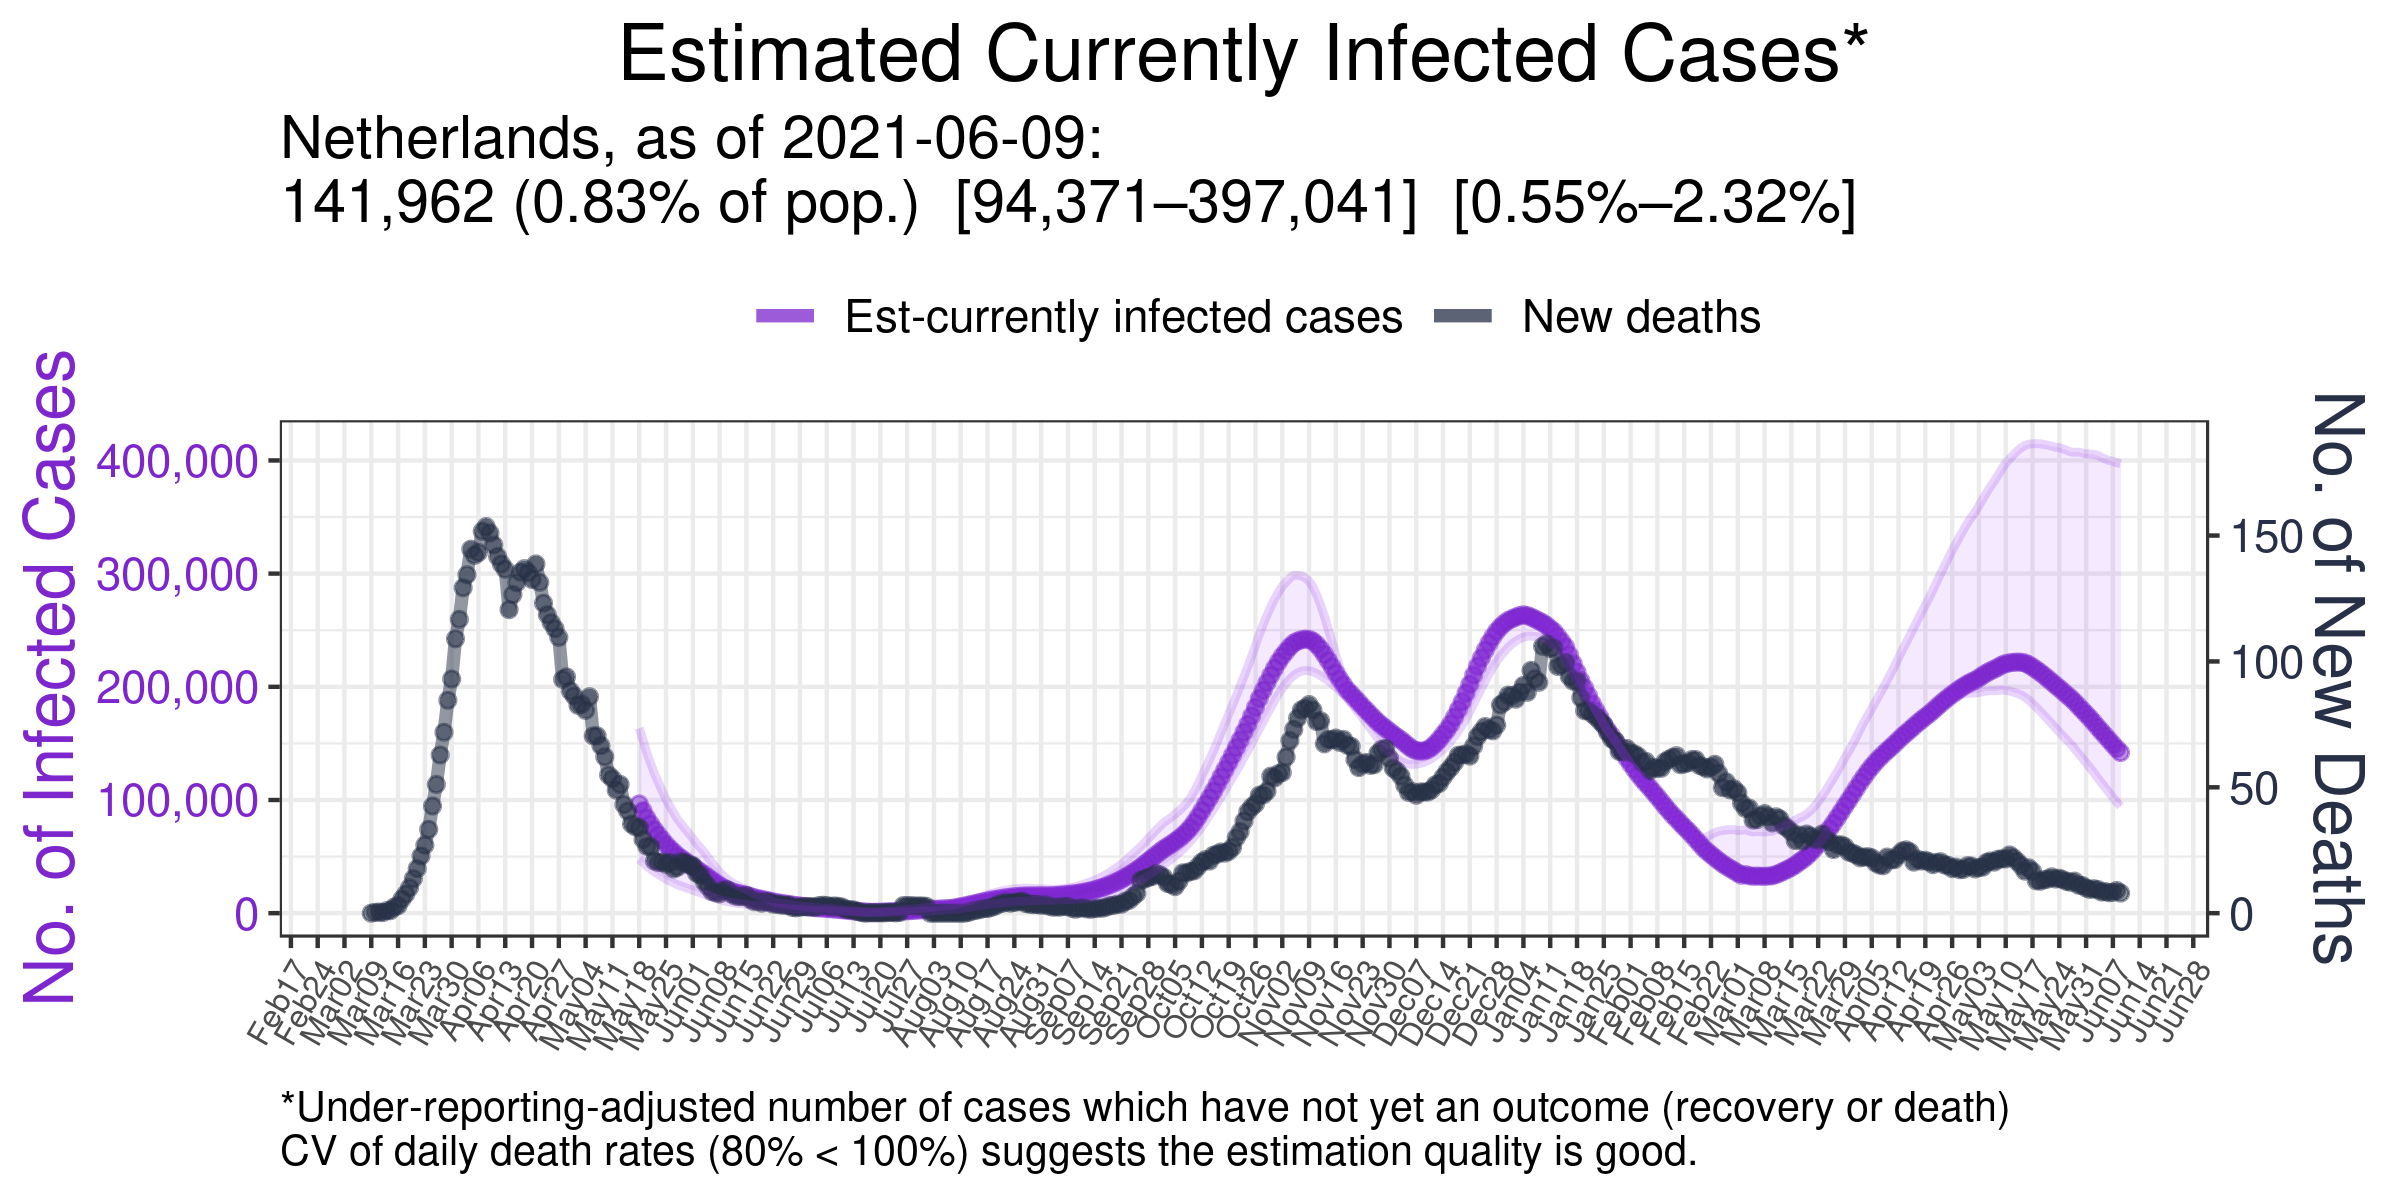 Estimated Currently Infected Cases*
Netherlands, as of 2021-06-09:
141,962 (0.83% of pop.) [94,371–397,041] [0.55%–2.32%]
Est-currently infected cases New deaths
No. of Infected Cases
400,000
300,000
200,000
100,000
0
No. of New Deaths
150
100
50
0
Feb17
Feb24
Mar02
Mar09
Mar16
Mar23
Mar30
Apr06
Apr13
Apr20
Apr27
May04
May11
May18
May25
Jun01
Jun08
Jun15
Jun22
Jun29
Jul06
Jul13
Jul20
Jul27
Aug03
Aug10
Aug17
Aug24
Aug31
Sep07
Sep14
Sep21
Sep28
Oct05
Oct12
Oct19
Oct26
Nov02
Nov09
Nov16
Nov23
Nov30
Dec07
Dec14
Dec21
Dec28
Jan04
Jan11
Jan18
Jan25
Feb01
Feb08
Feb15
Feb22
Mar01
Mar08
Mar15
Mar22
Mar29
Apr05
Apr12
Apr19
Apr26
May03
May10
May17
May24
May31
Jun07
Jun14
Jun21
Jun28
*Under-reporting-adjusted number of cases which have not yet an outcome (recovery or death)
CV of daily death rates (80% < 100%) suggests the estimation quality is good.